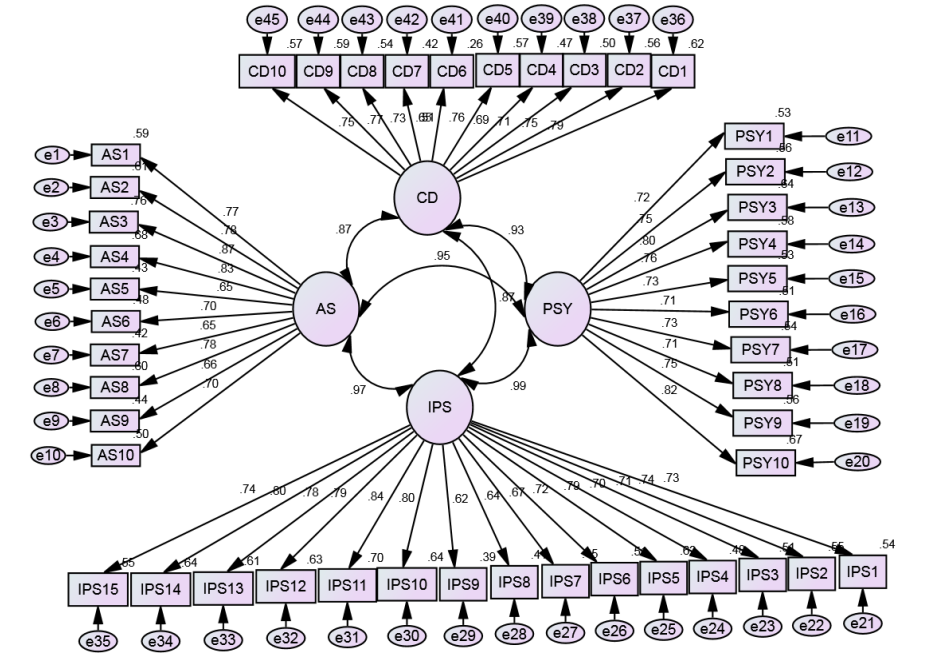 e45 e44 e43 e42 e41 e40 e39 e38 e37 e36
.57 .59 .54 .42 .26 .57 .47 .50 .56 .62
CD10 CD9 CD8 CD7 CD6 CD5 CD4 CD3 CD2 CD1
.75 .77 .73 .76 .69 .71 .75 .79
CD
.87 .93
.95
.87
AS
PSY
.97 .99
IPS
.59
e1 AS1
e2 AS2
.76
e3 AS3
.68
e4 AS4
.43
e5 AS5
.48
e6 AS6
.42
e7 AS7
.60
e8 AS8
.44
e9 AS9
.50
e10 AS10
.77
.78
.87
.83
.65
.70
.65
.78
.66
.70
.53
PSY1 e11
.56
PSY2 e12
.64
PSY3 e13
.58
PSY4 e14
.53
PSY5 e15
.51
PSY6 e16
.54
PSY7 e17
.51
PSY8 e18
.56
PSY9 e19
.67
PSY10 e20
.72
.75
.80
.76
.73
.71
.73
.71
.75
.82
.74 .80 .78 .79 .84 .80 .62 .64 .67 .72 .79 .70 .71 .74 .73
.55 .64 .61 .63 .70 .64 .39 .54
IPS15 IPS14 IPS13 IPS12 IPS11 IPS10 IPS9 IPS8 IPS7 IPS6 IPS5 IPS4 IPS3 IPS2 IPS1
e35 e34 e33 e32 e31 e30 e29 e28 e27 e26 e25 e24 e23 e22 e21